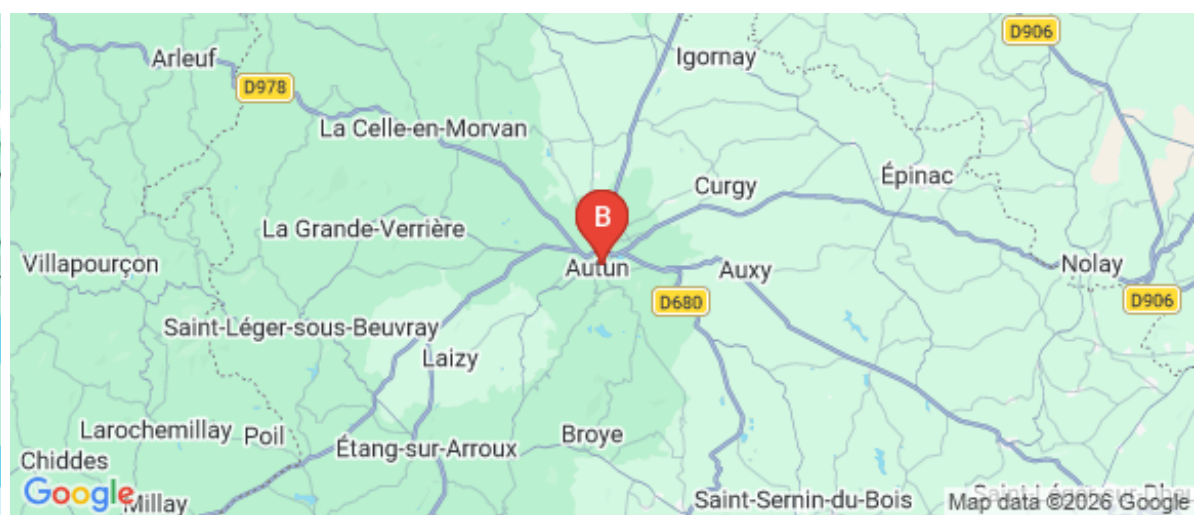 D906
Igornay
Arleuf
D978
La Celle-en-Morvan
Épinac
Curgy
B
La Grande-Verrière
Villapourçon
Autun
Auxy
Nolay
D680
D906
Saint-Léger-sous-Beuvray
Laizy
Larochemillay
Poil
Broye
Étang-sur-Arroux
Chiddes
Google
Millay
Saint-Sernin-du-Bois
Map data ©2026 Google